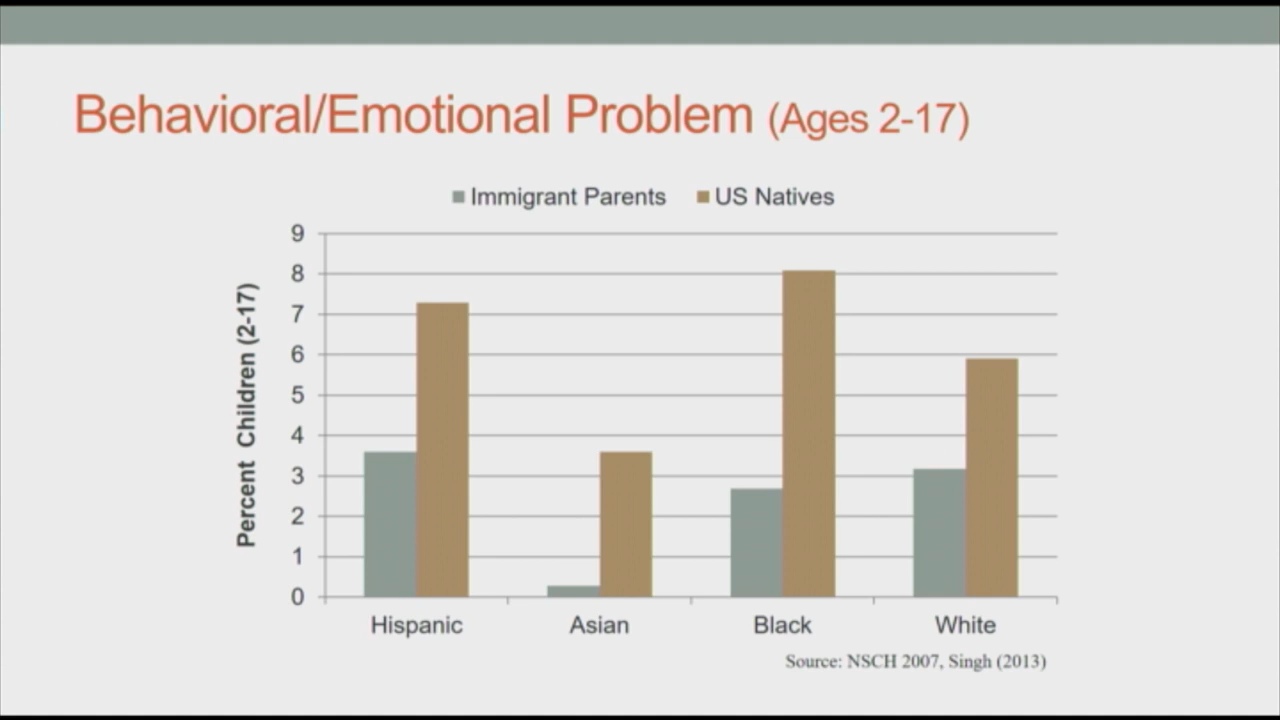 Behavioral/Emotional Problem (Ages 2-17)
Immigrant Parents US Natives
Percent Children (2-17)
9
8
7
6
5
4
3
2
1
0
Hispanic Asian Black White
Source: NSCH 2007, Singh (2013)